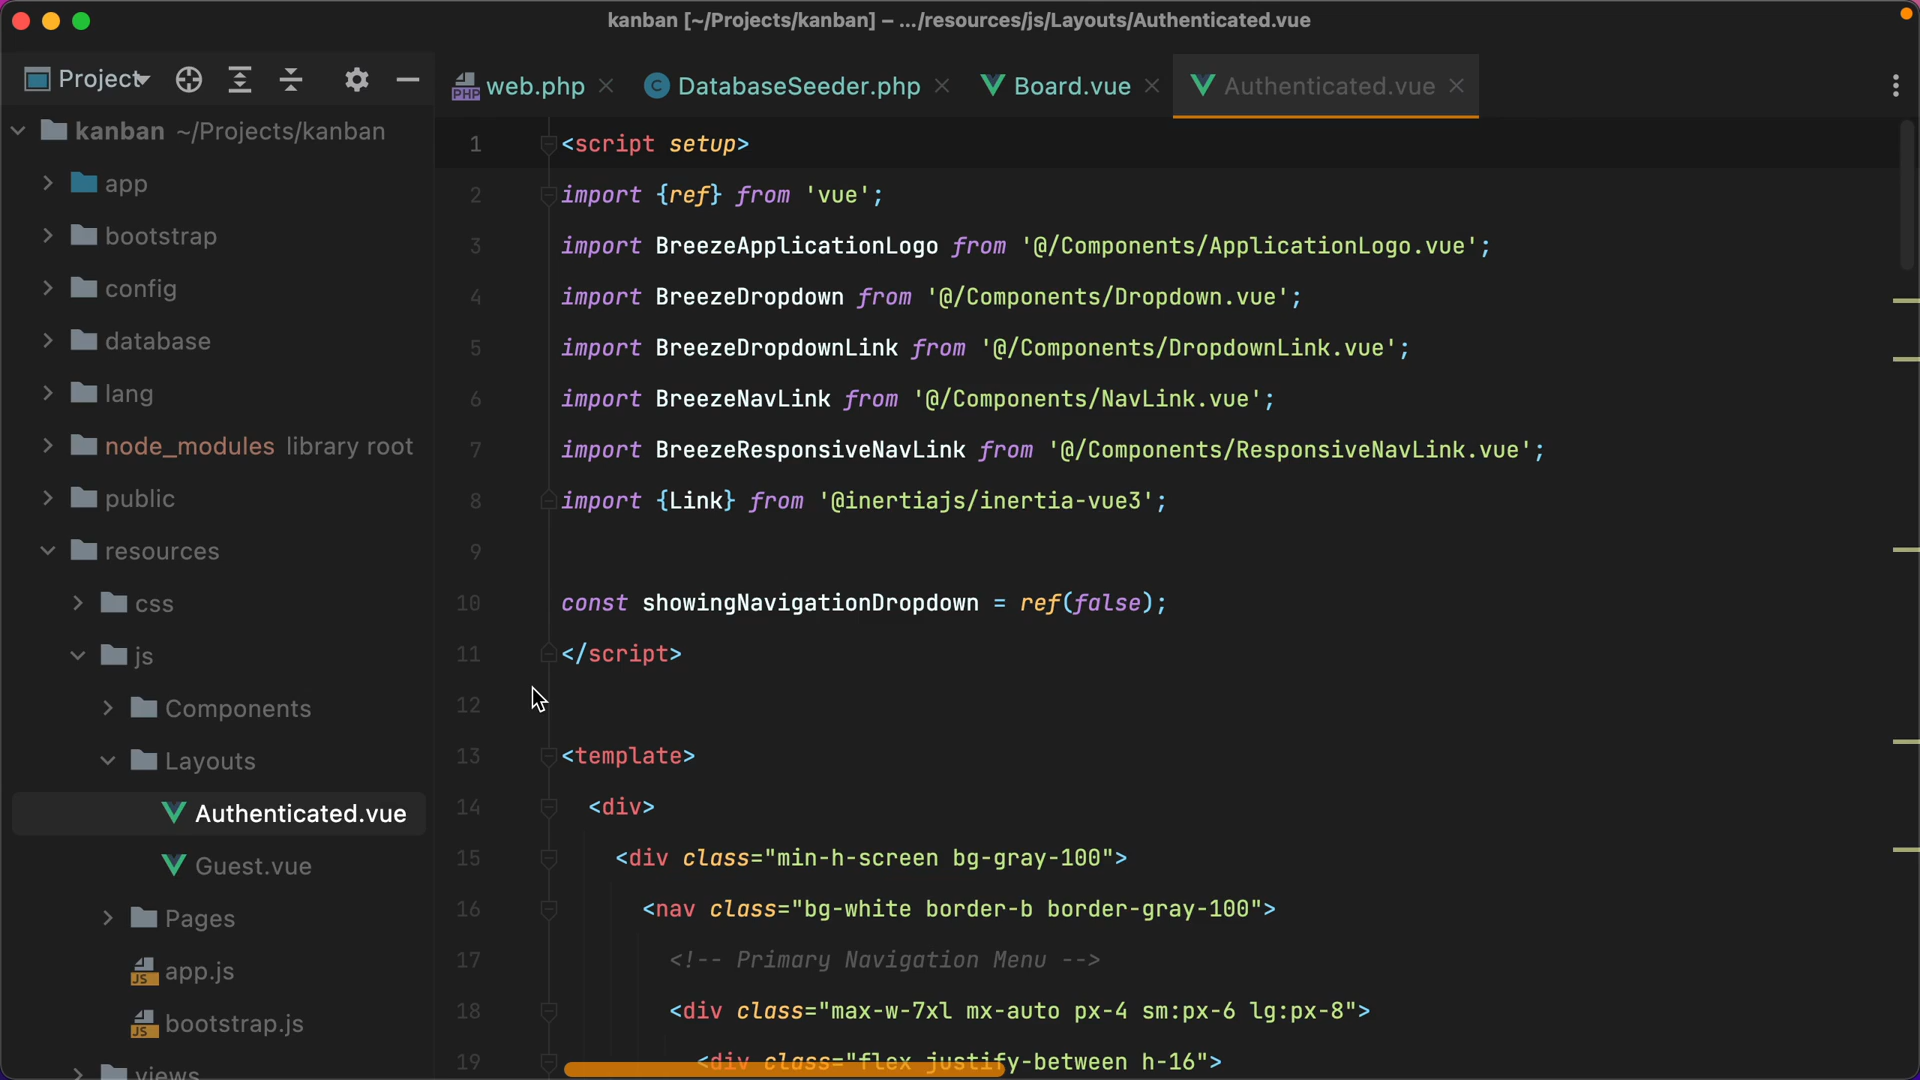 kanban [~/Projects/kanban] – .../resources/js/Layouts/Authenticated.vue
Project
web.php
DatabaseSeeder.php
Board.vue
Authenticated.vue
kanban ~/Projects/kanban
app
bootstrap
config
database
lang
node_modules library root
public
resources
css
js
Components
Layouts
Authenticated.vue
Guest.vue
Pages
app.js
bootstrap.js
views
1 <script setup>
2 import {ref} from 'vue';
3 import BreezeApplicationLogo from '@/Components/ApplicationLogo.vue';
4 import BreezeDropdown from '@/Components/Dropdown.vue';
5 import BreezeDropdownLink from '@/Components/DropdownLink.vue';
6 import BreezeNavLink from '@/Components/NavLink.vue';
7 import BreezeResponsiveNavLink from '@/Components/ResponsiveNavLink.vue';
8 import {Link} from '@inertiajs/inertia-vue3';
9
10 const showingNavigationDropdown = ref(false);
11 </script>
12
13 <template>
14 <div>
15 <div class="min-h-screen bg-gray-100">
16 <nav class="bg-white border-b border-gray-100">
17 <!-- Primary Navigation Menu -->
18 <div class="max-w-7xl mx-auto px-4 sm:px-6 lg:px-8">
19 <div class="flex justify-between h-16">